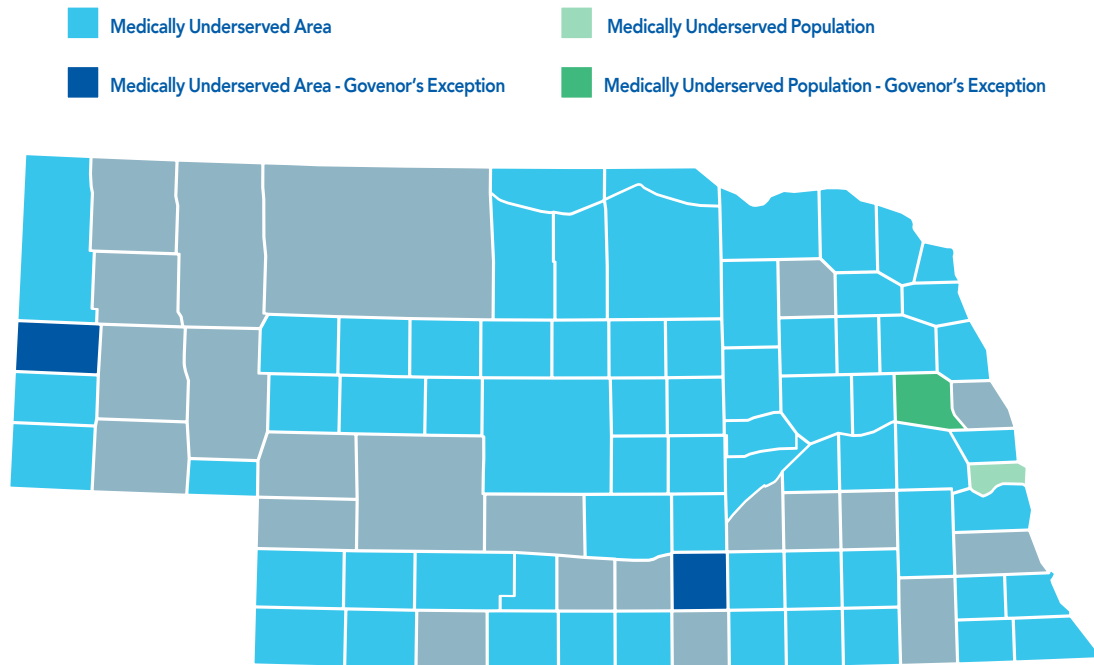 Medically Underserved Area
Medically Underserved Population
Medically Underserved Area - Govenor's Exception
Medically Underserved Population - Govenor's Exception